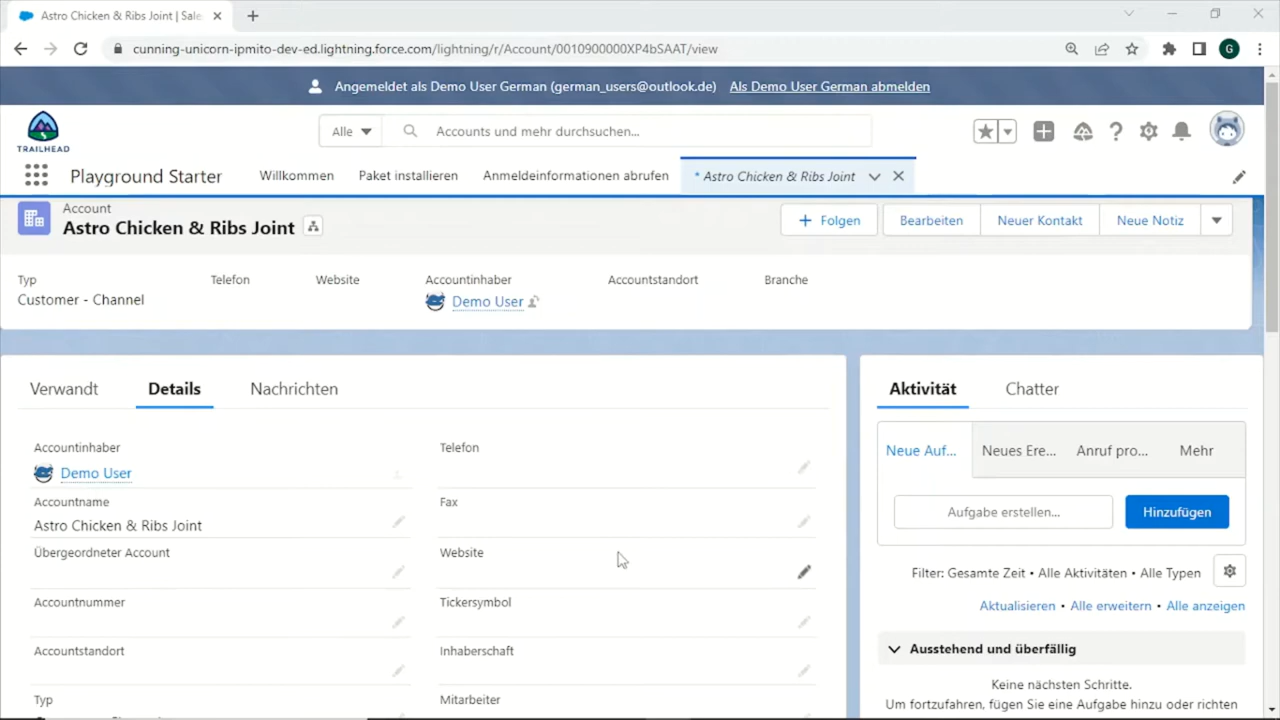 Astro Chicken & Ribs Joint | Sale
cunning-unicorn-ipmito-dev-ed.lightning.force.com/lightning/r/Account/0010900000XP4bSAAT/view
G
Angemeldet als Demo User German (german_users@outlook.de) Als Demo User German abmelden
TRAILHEAD
Alle
Accounts und mehr durchsuchen...
Playground Starter
Willkommen
Paket installieren
Anmeldeinformationen abrufen
* Astro Chicken & Ribs Joint
Account
Astro Chicken & Ribs Joint
Folgen
Bearbeiten
Neuer Kontakt
Neue Notiz
Typ
Customer - Channel
Telefon
Website
Accountinhaber
Demo User
Accountstandort
Branche
Verwandt
Details
Nachrichten
Accountinhaber
Demo User
Telefon
Accountname
Astro Chicken & Ribs Joint
Fax
Übergeordneter Account
Website
Accountnummer
Tickersymbol
Accountstandort
Inhaberschaft
Typ
Mitarbeiter
Aktivität
Chatter
Neue Auf...
Neues Ere...
Anruf pro...
Mehr
Aufgabe erstellen...
Hinzufügen
Filter: Gesamte Zeit • Alle Aktivitäten • Alle Typen
Aktualisieren • Alle erweitern • Alle anzeigen
Ausstehend und überfällig
Keine nächsten Schritte.
Um fortzufahren, fügen Sie eine Aufgabe hinzu oder richten